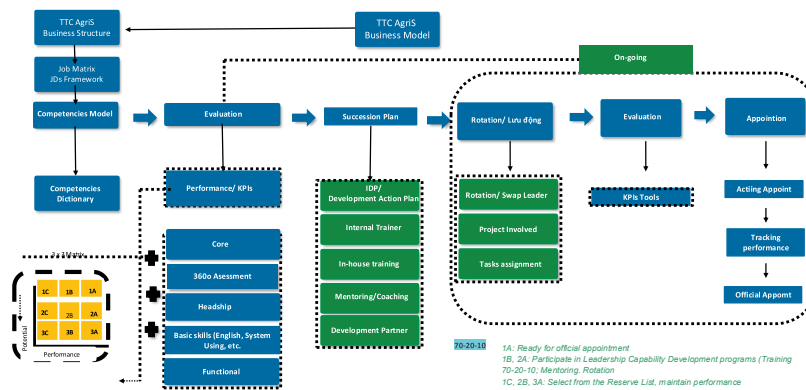 TTC AgriS
Business Structure
TTC AgriS
Business Model
On-going
Job Matrix
JDs Framework
Competencies Model
Evaluation
Succession Plan
Rotation/ Lưu động
Evaluation
Appointion
Competencies
Dictionary
Performance/ KPIs
IDP/
Development Action Plan
Internal Trainer
In-house training
Mentoring/Coaching
Development Partner
Rotation/ Swap Leader
Project Involved
Tasks assignment
KPIs Tools
Actiing Appoint
Tracking
performance
Official Appomt
Core
360o Asessment
Headship
Basic skills (English, System
Using, etc.
Functional
3 x 3 Matrix
1C 1B 1A
2C 2B 2A
3C 3B 3A
Potential
Performance
70-20-10
1A: Ready for official appointment
1B, 2A: Participate in Leadership Capability Development programs (Training
70-20-10; Mentoring. Rotation
1C, 2B, 3A: Select from the Reserve List, maintain performance